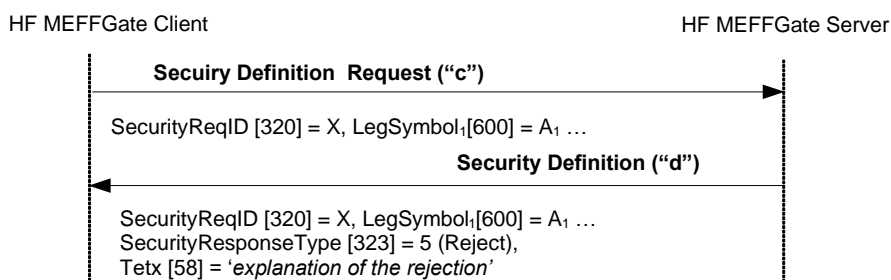 HF MEFFGate Client
HF MEFFGate Server
Secuiry Definition Request (“c”)
SecurityReqID [320] = X, LegSymbol₁[600] = A₁ …
Security Definition (“d”)
SecurityReqID [320] = X, LegSymbol₁[600] = A₁ …
SecurityResponseType [323] = 5 (Reject),
Tetx [58] = ‘explanation of the rejection’